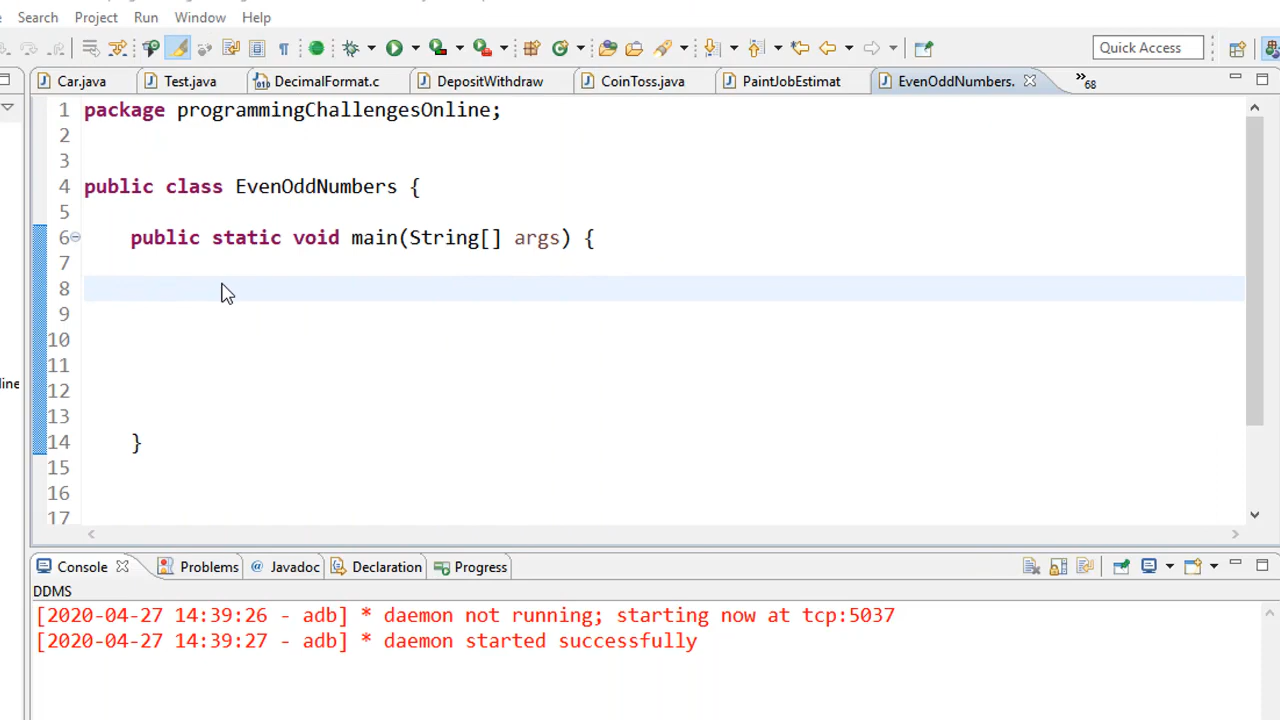 Search Project Run Window Help
Quick Access
Car.java Test.java DecimalFormat.c DepositWithdraw CoinToss.java PaintJobEstimat EvenOddNumbers. »68
1 package programmingChallengesOnline;
2
3
4 public class EvenOddNumbers {
5
6 public static void main(String[] args) {
7
8
9
10
11
12
13
14 }
15
16
17
line
Console Problems @ Javadoc Declaration Progress
DDMS
[2020-04-27 14:39:26 - adb] * daemon not running; starting now at tcp:5037
[2020-04-27 14:39:27 - adb] * daemon started successfully